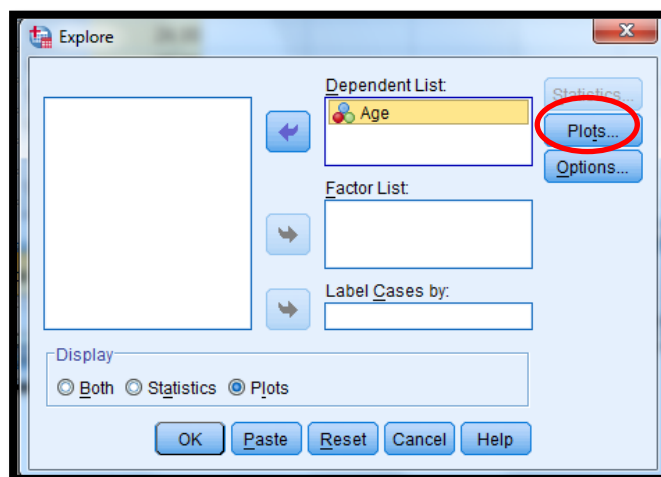 Explore
Dependent List:
Age
Statistics...
Plots...
Options...
Factor List:
Label Cases by:
Display
Both Statistics Plots
OK Paste Reset Cancel Help